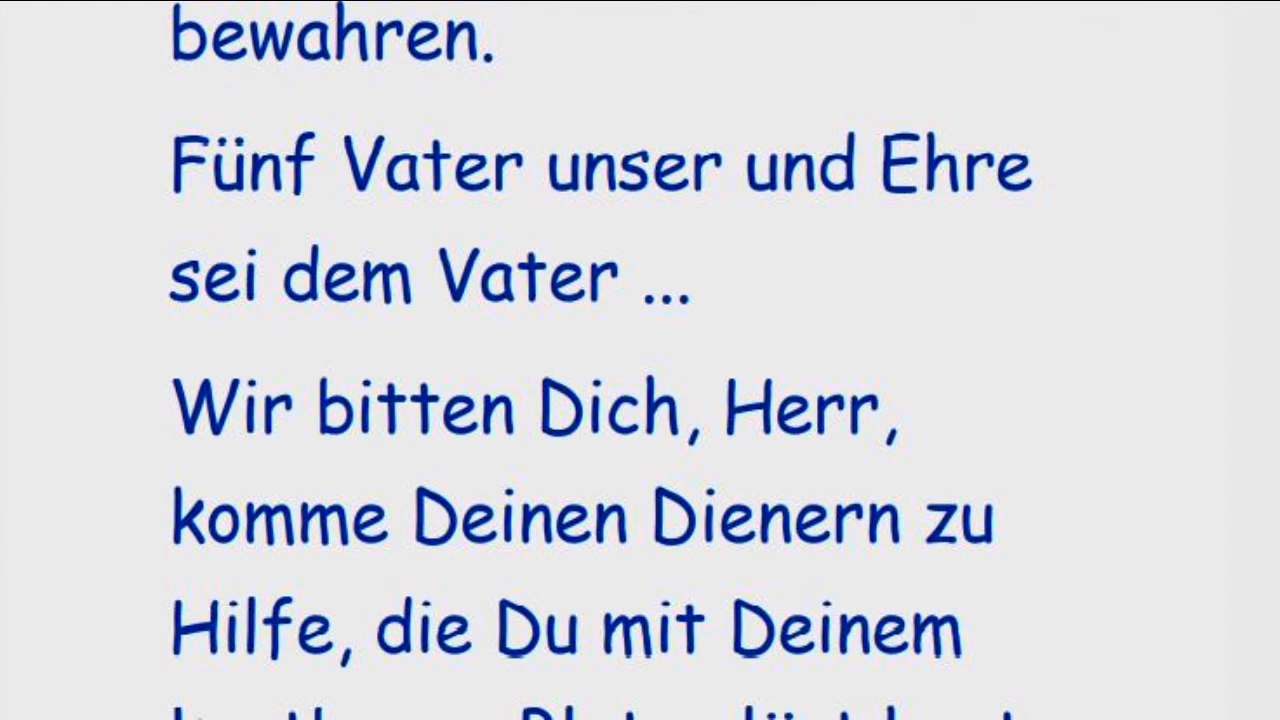 bewahren.
Fünf Vater unser und Ehre
sei dem Vater ...
Wir bitten Dich, Herr,
komme Deinen Dienern zu
Hilfe, die Du mit Deinem